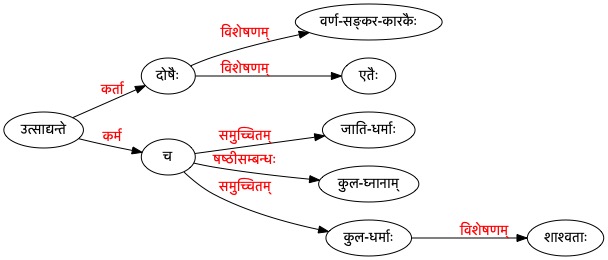 वर्ण-सङ्कर-कारकैः
विशेषणम्
दोषैः
विशेषणम्
एतैः
कर्ता
उत्साद्यन्ते
कर्म
समुच्चितम्
जाति-धर्माः
च
षष्ठीसम्बन्धः
कुल-घ्नानाम्
समुच्चितम्
कुल-धर्माः
विशेषणम्
शाश्वताः